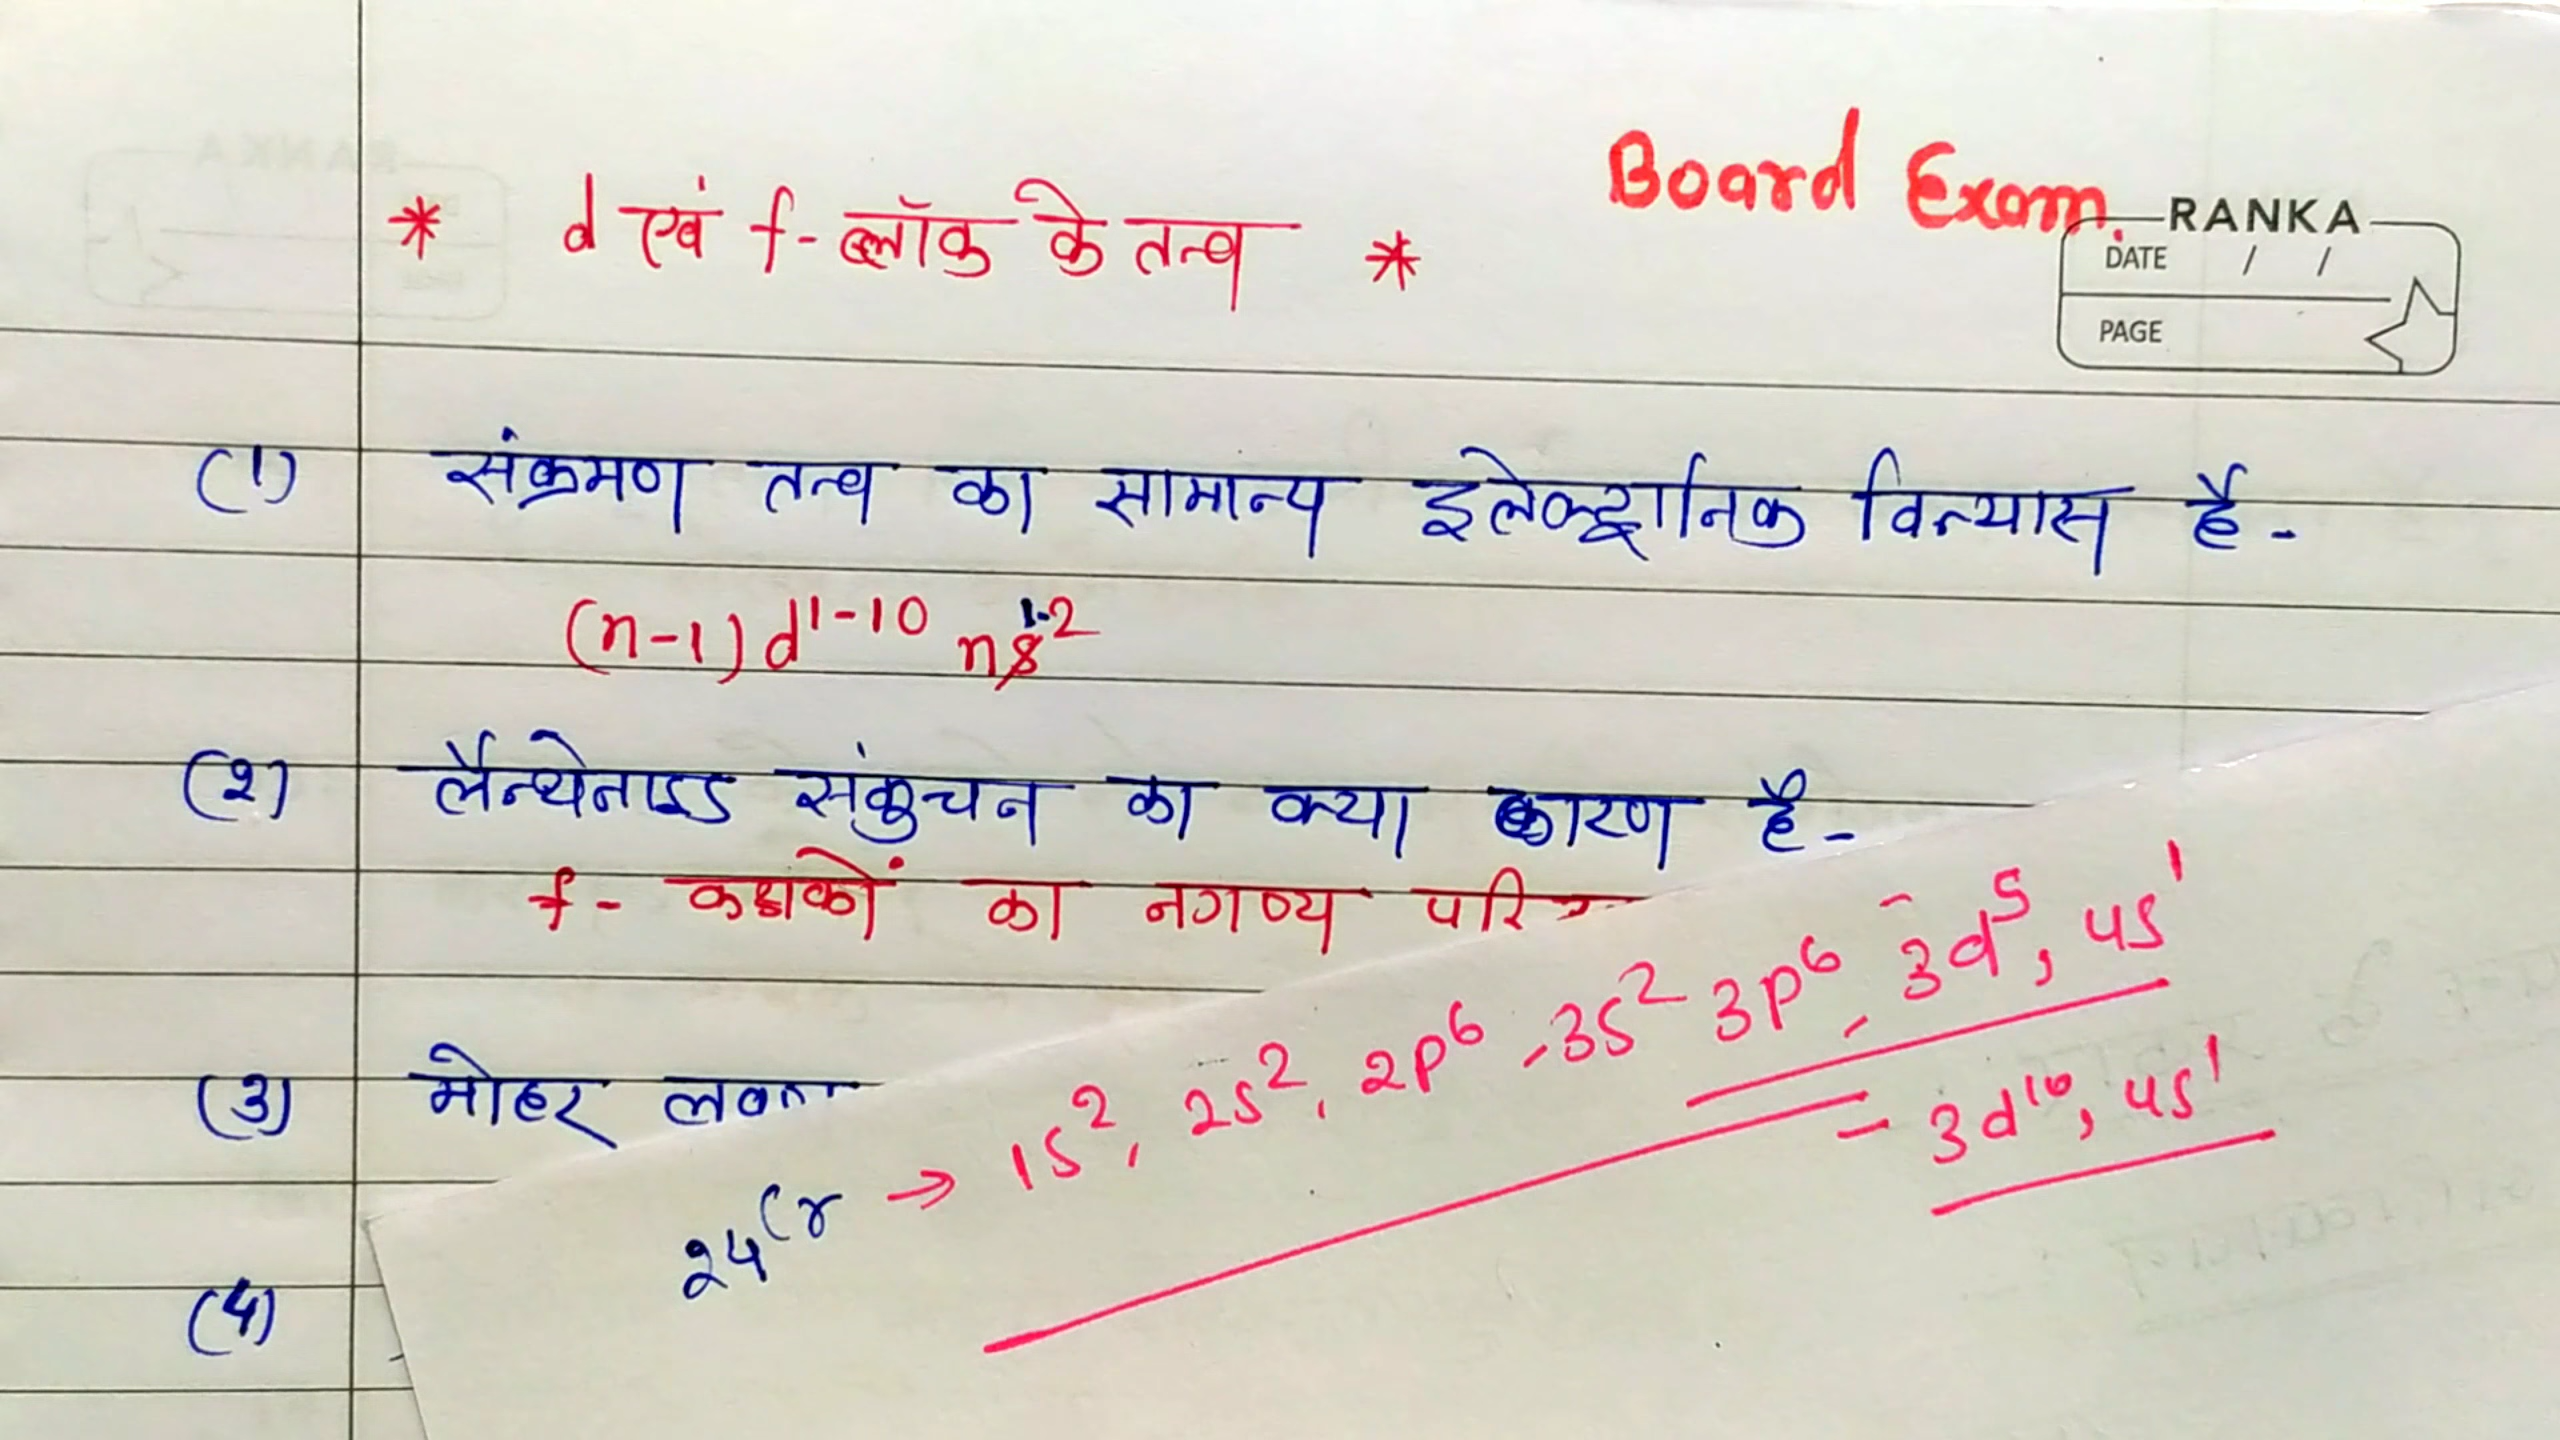 Board Exam.
* d एवं f-ब्लॉक के तत्व *
RANKA
DATE / /
PAGE
(1) संक्रमण तत्व का सामान्य इलेक्ट्रानिक विन्यास है -
(n-1)d¹⁻¹⁰ ns¹⁻²
(2) लैन्थेनाइड संकुचन का क्या कारण है -
f - कक्षकों का नगण्य
(3) मोहर
(4)
₂₄Cr → 1s², 2s², 2p⁶, 3s² 3p⁶, 3d⁵, 4s¹
- 3d¹⁰, 4s¹